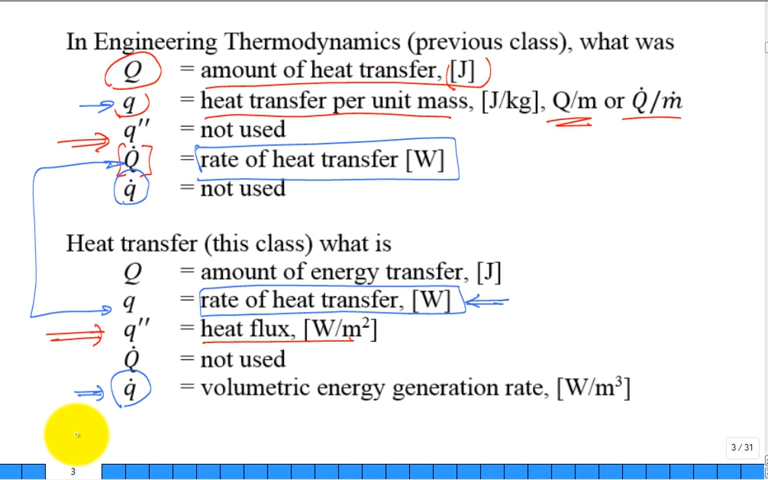 In Engineering Thermodynamics (previous class), what was
Q = amount of heat transfer, [J]
q = heat transfer per unit mass, [J/kg], Q/m or Q̇/ṁ
q″ = not used
Q̇ = rate of heat transfer [W]
q̇ = not used
Heat transfer (this class) what is
Q = amount of energy transfer, [J]
q = rate of heat transfer, [W]
q″ = heat flux, [W/m²]
Q̇ = not used
q̇ = volumetric energy generation rate, [W/m³]
3 / 31
3